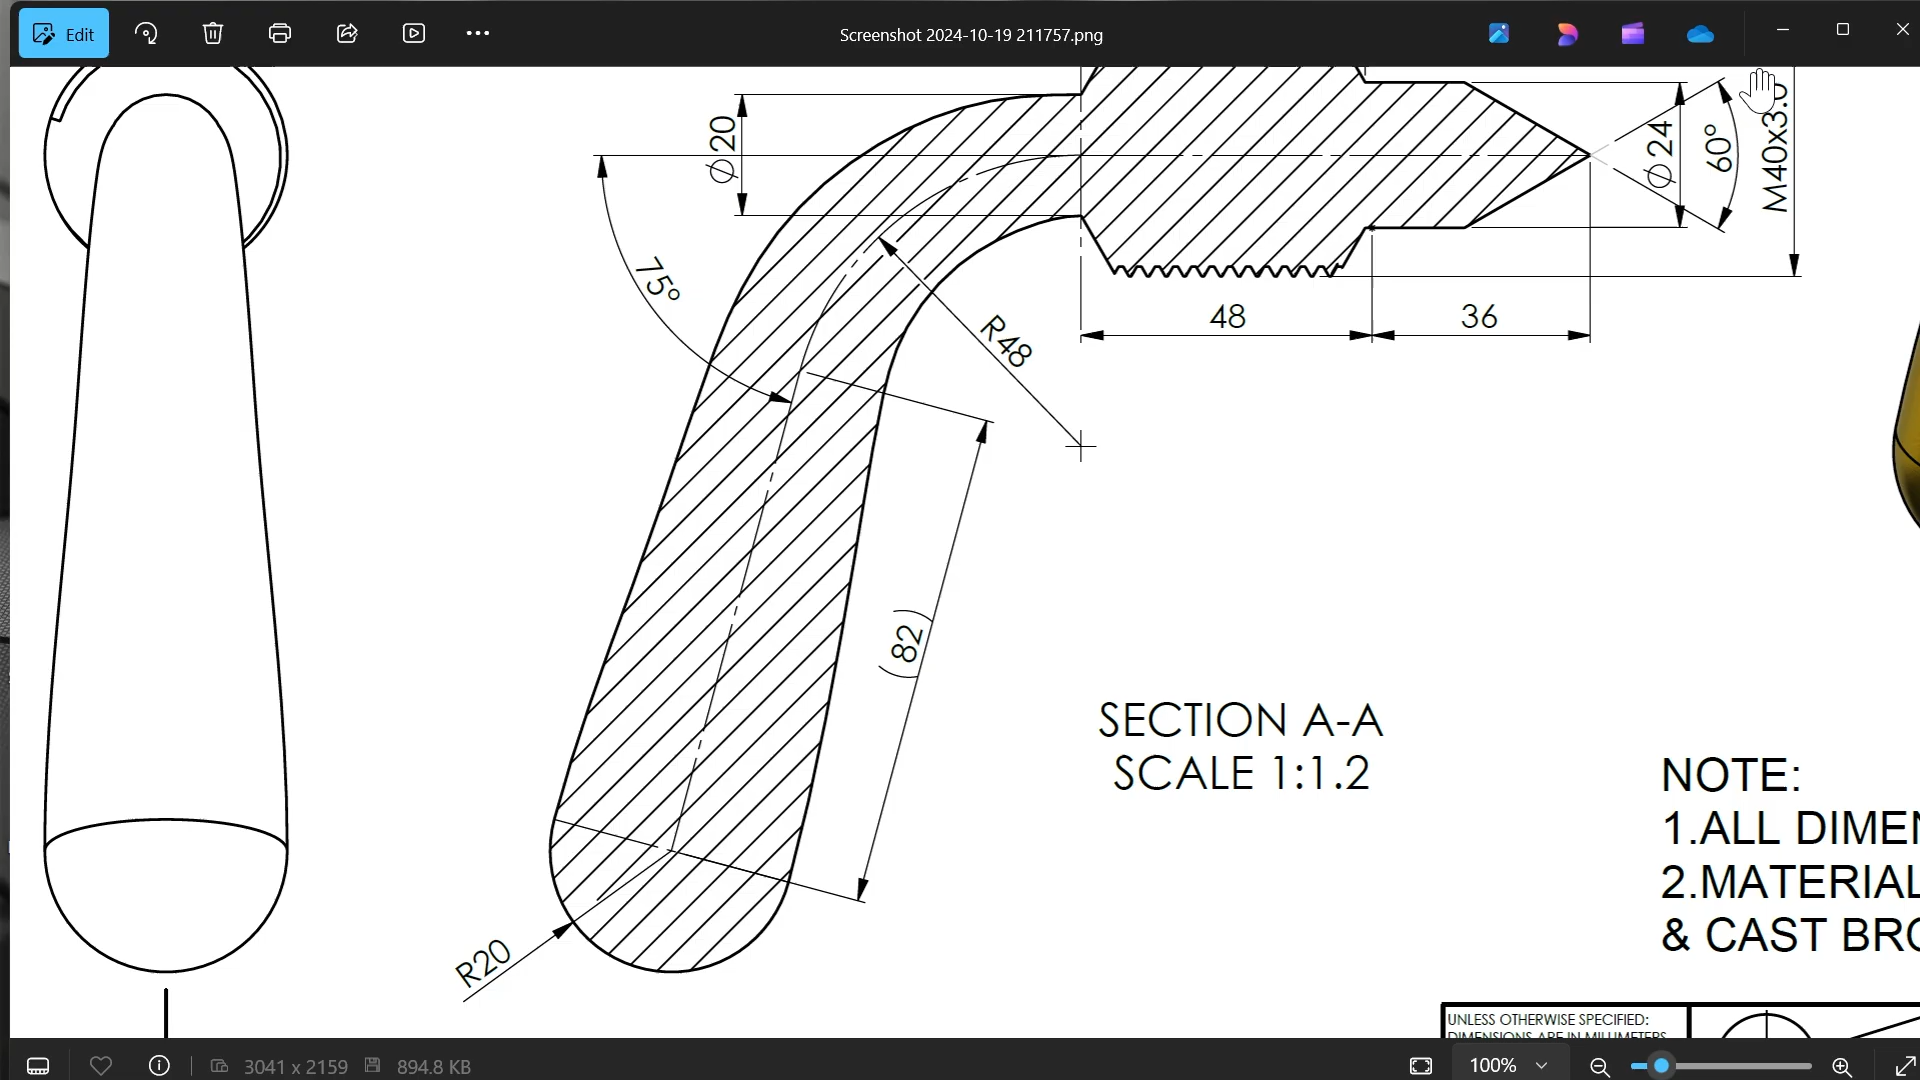 Edit
Screenshot 2024-10-19 211757.png
∅20
∅24
60°
M40x3.0
75°
R48
48
36
(82)
SECTION A-A
SCALE 1:1.2
R20
NOTE:
1.ALL DIMEN
2.MATERIAL
& CAST BRO
UNLESS OTHERWISE SPECIFIED:
DIMENSIONS ARE IN MILLIMETERS
3041 x 2159
894.8 KB
100%